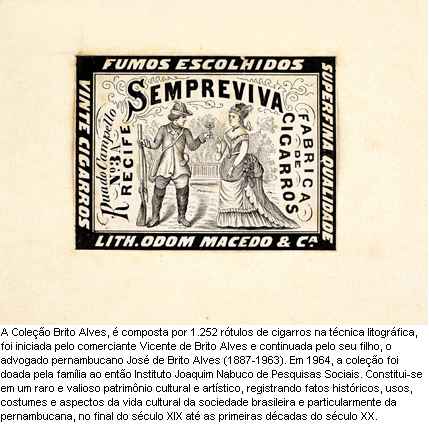 FUMOS ESCOLHIDOS
VINTE CIGARROS
SUPERFINA QUALIDADE
SEMPREVIVA
Rua do Campello
Nº 3
RECIFE
FABRICA
DE
CIGARROS
LITH. ODOM MACEDO & Cª
A Coleção Brito Alves, é composta por 1.252 rótulos de cigarros na técnica litográfica,
foi iniciada pelo comerciante Vicente de Brito Alves e continuada pelo seu filho, o
advogado pernambucano José de Brito Alves (1887-1963). Em 1964, a coleção foi
doada pela família ao então Instituto Joaquim Nabuco de Pesquisas Sociais. Constitui-se
em um raro e valioso patrimônio cultural e artístico, registrando fatos históricos, usos,
costumes e aspectos da vida cultural da sociedade brasileira e particularmente da
pernambucana, no final do século XIX até as primeiras décadas do século XX.